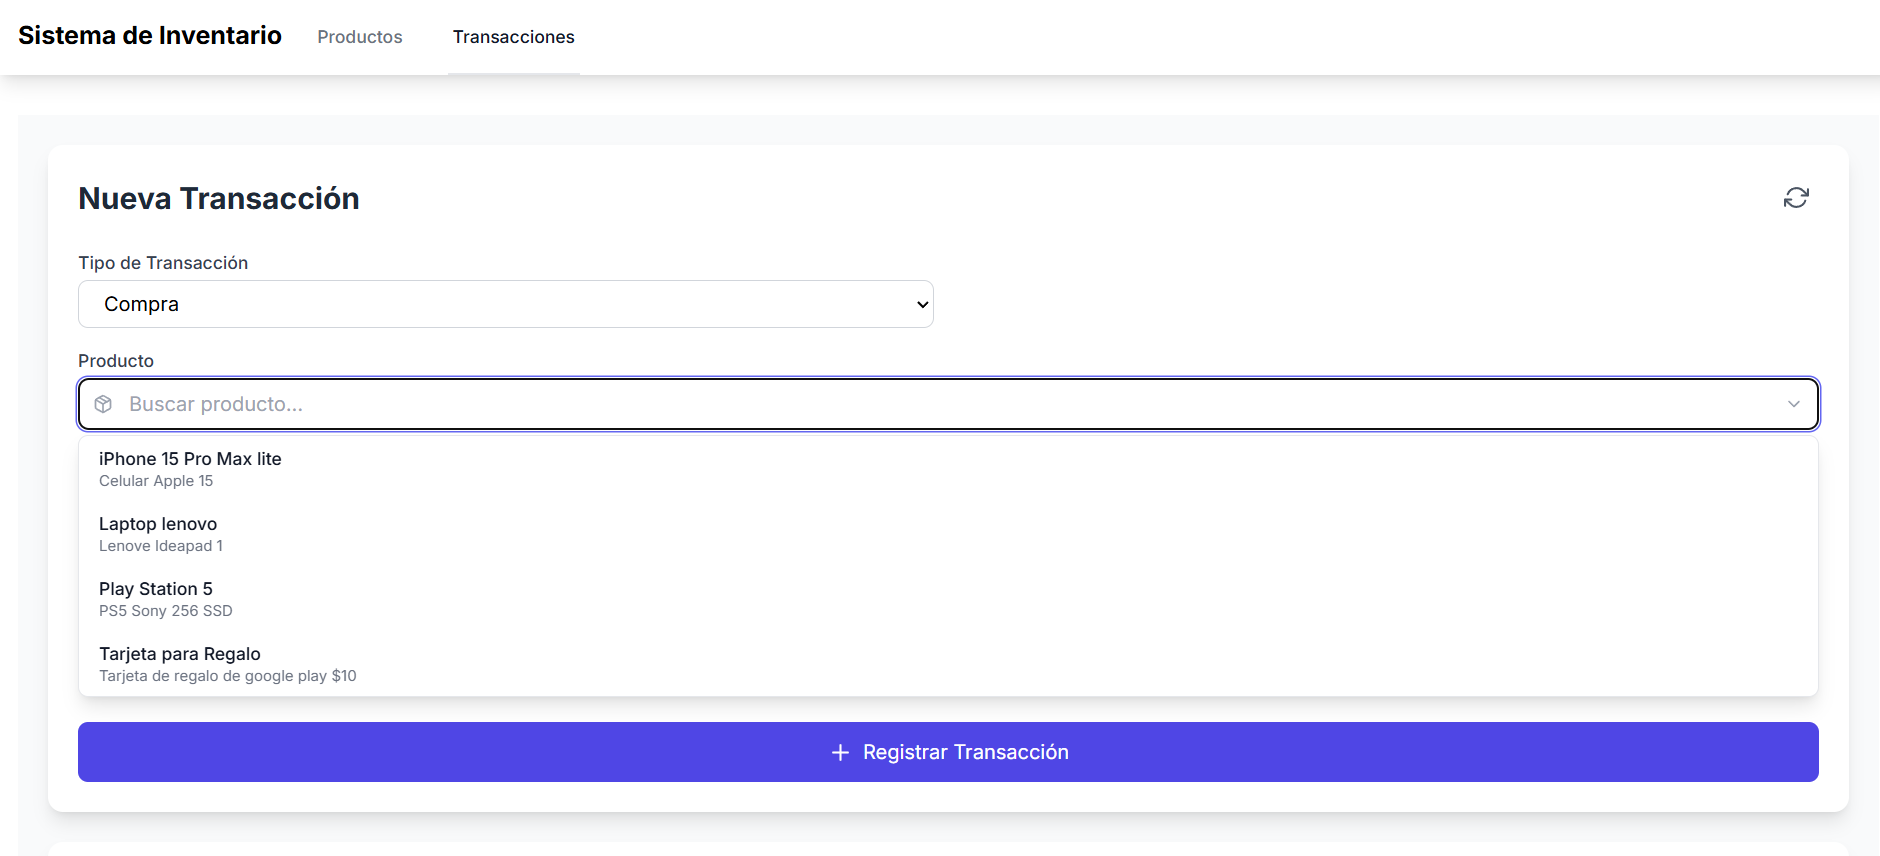 Sistema de Inventario Productos Transacciones
Nueva Transacción
Tipo de Transacción
Compra
Producto
Buscar producto...
iPhone 15 Pro Max lite
Celular Apple 15
Laptop lenovo
Lenove Ideapad 1
Play Station 5
PS5 Sony 256 SSD
Tarjeta para Regalo
Tarjeta de regalo de google play $10
Registrar Transacción